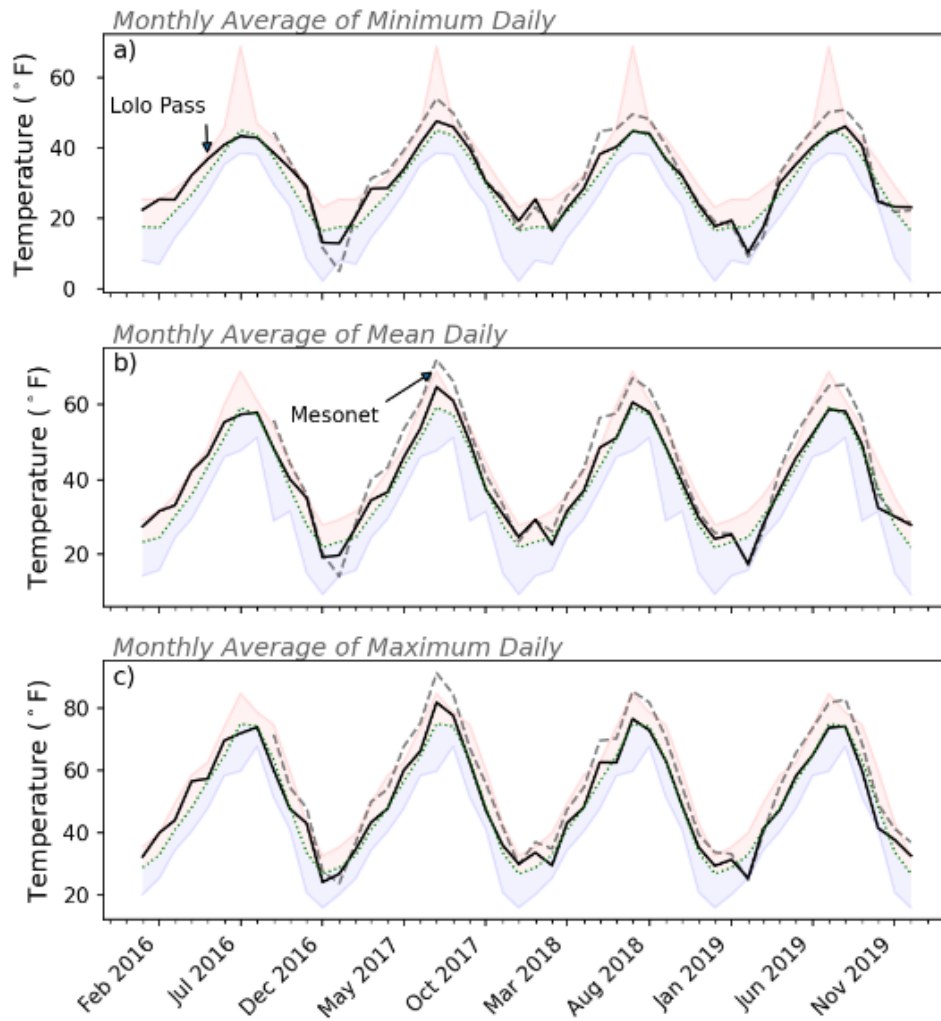 Monthly Average of Minimum Daily
a)
Lolo Pass
Temperature (°F)
60
40
20
0
Monthly Average of Mean Daily
b)
Mesonet
Temperature (°F)
60
40
20
Monthly Average of Maximum Daily
c)
Temperature (°F)
80
60
40
20
Feb 2016
Jul 2016
Dec 2016
May 2017
Oct 2017
Mar 2018
Aug 2018
Jan 2019
Jun 2019
Nov 2019